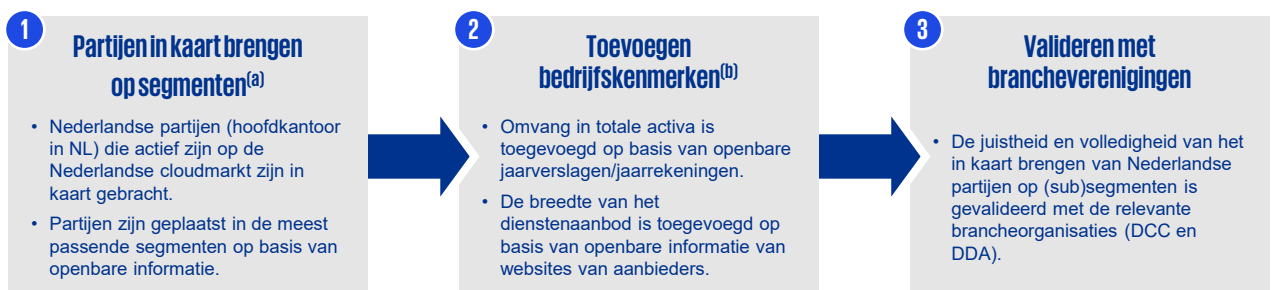 1
Partijen in kaart brengen
op segmenten(a)
• Nederlandse partijen (hoofdkantoor
in NL) die actief zijn op de
Nederlandse cloudmarkt zijn in
kaart gebracht.
• Partijen zijn geplaatst in de meest
passende segmenten op basis van
openbare informatie.
2
Toevoegen
bedrijfskenmerken(b)
• Omvang in totale activa is
toegevoegd op basis van openbare
jaarverslagen/jaarrekeningen.
• De breedte van het
dienstenaanbod is toegevoegd op
basis van openbare informatie van
websites van aanbieders.
3
Valideren met
brancheverenigingen
• De juistheid en volledigheid van het
in kaart brengen van Nederlandse
partijen op (sub)segmenten is
gevalideerd met de relevante
brancheorganisaties (DCC en
DDA).